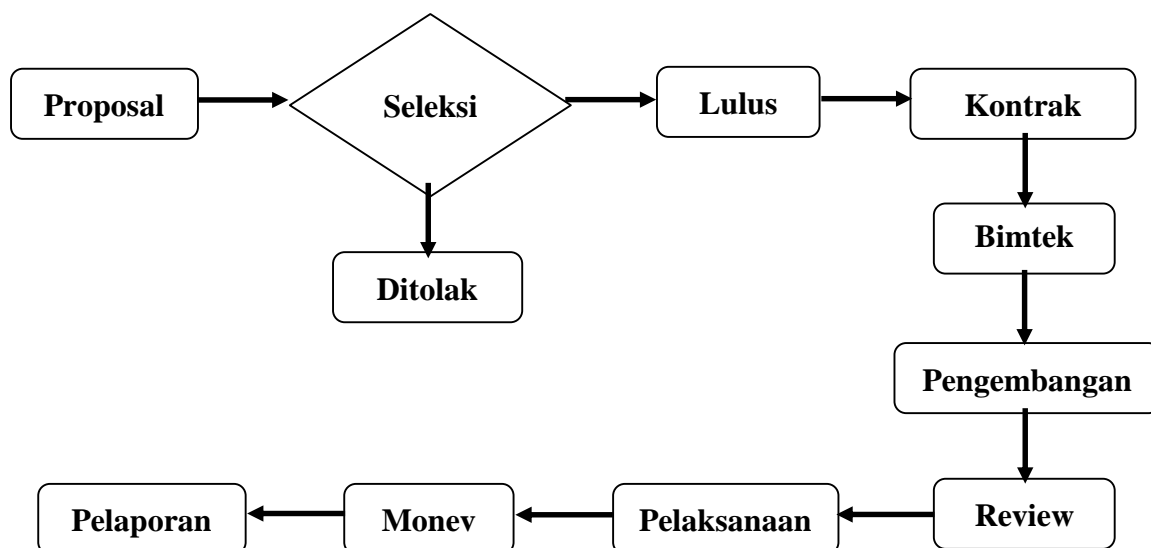 Proposal
Seleksi
Lulus
Kontrak
Ditolak
Bimtek
Pengembangan
Review
Pelaksanaan
Monev
Pelaporan